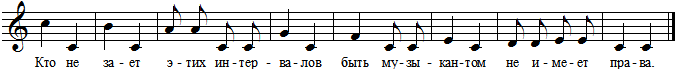 Кто не за - ет э - тих ин - тер - ва - лов быть му - зы - кан - том не и - ме - ет пра - ва.